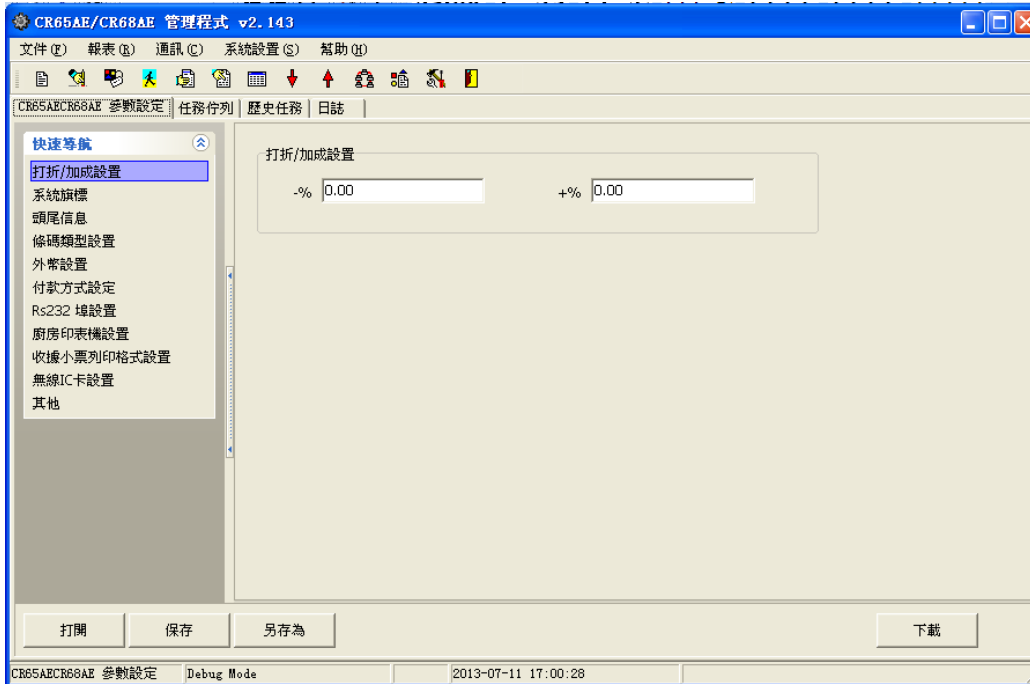 CR65AE/CR68AE 管理程式 v2.143
文件(F) 報表(R) 通訊(C) 系統設置(S) 幫助(H)
CR65AECR68AE 參數設定 任務佇列 歷史任務 日誌
快速導航
打折/加成設置
系統旗標
頭尾信息
條碼類型設置
外幣設置
付款方式設定
Rs232 埠設置
廚房印表機設置
收據小票列印格式設置
無線IC卡設置
其他
打折/加成設置
-% 0.00 +% 0.00
打開 保存 另存為 下載
CR65AECR68AE 參數設定 Debug Mode 2013-07-11 17:00:28